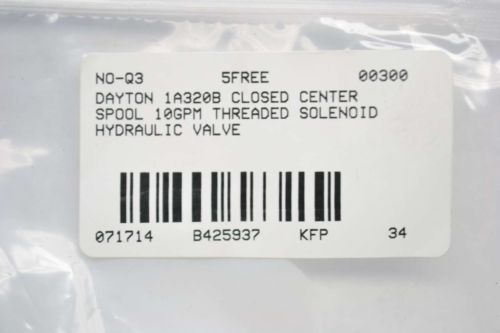 NO-Q3 5FREE 00300
DAYTON 1A320B CLOSED CENTER
SPOOL 10GPM THREADED SOLENOID
HYDRAULIC VALVE
071714 B425937 KFP 34